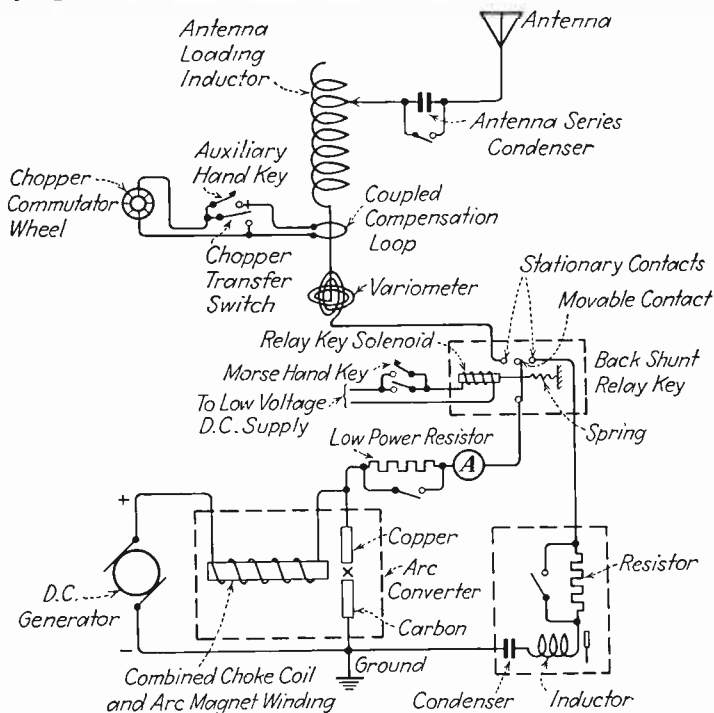 Antenna
Loading
Inductor
Antenna
Antenna Series
Condenser
Auxiliary
Hand Key
Chopper
Commutator
Wheel
Coupled
Compensation
Loop
Chopper
Transfer
Switch
Variometer
Stationary Contacts
Movable Contact
Relay Key Solenoid
Morse Hand Key
Back Shunt
Relay Key
To Low Voltage
D.C. Supply
Spring
Low Power Resistor
A
+
Copper
Arc
Converter
Resistor
D.C.
Generator
Carbon
–
Ground
Combined Choke Coil
and Arc Magnet Winding
Condenser
Inductor